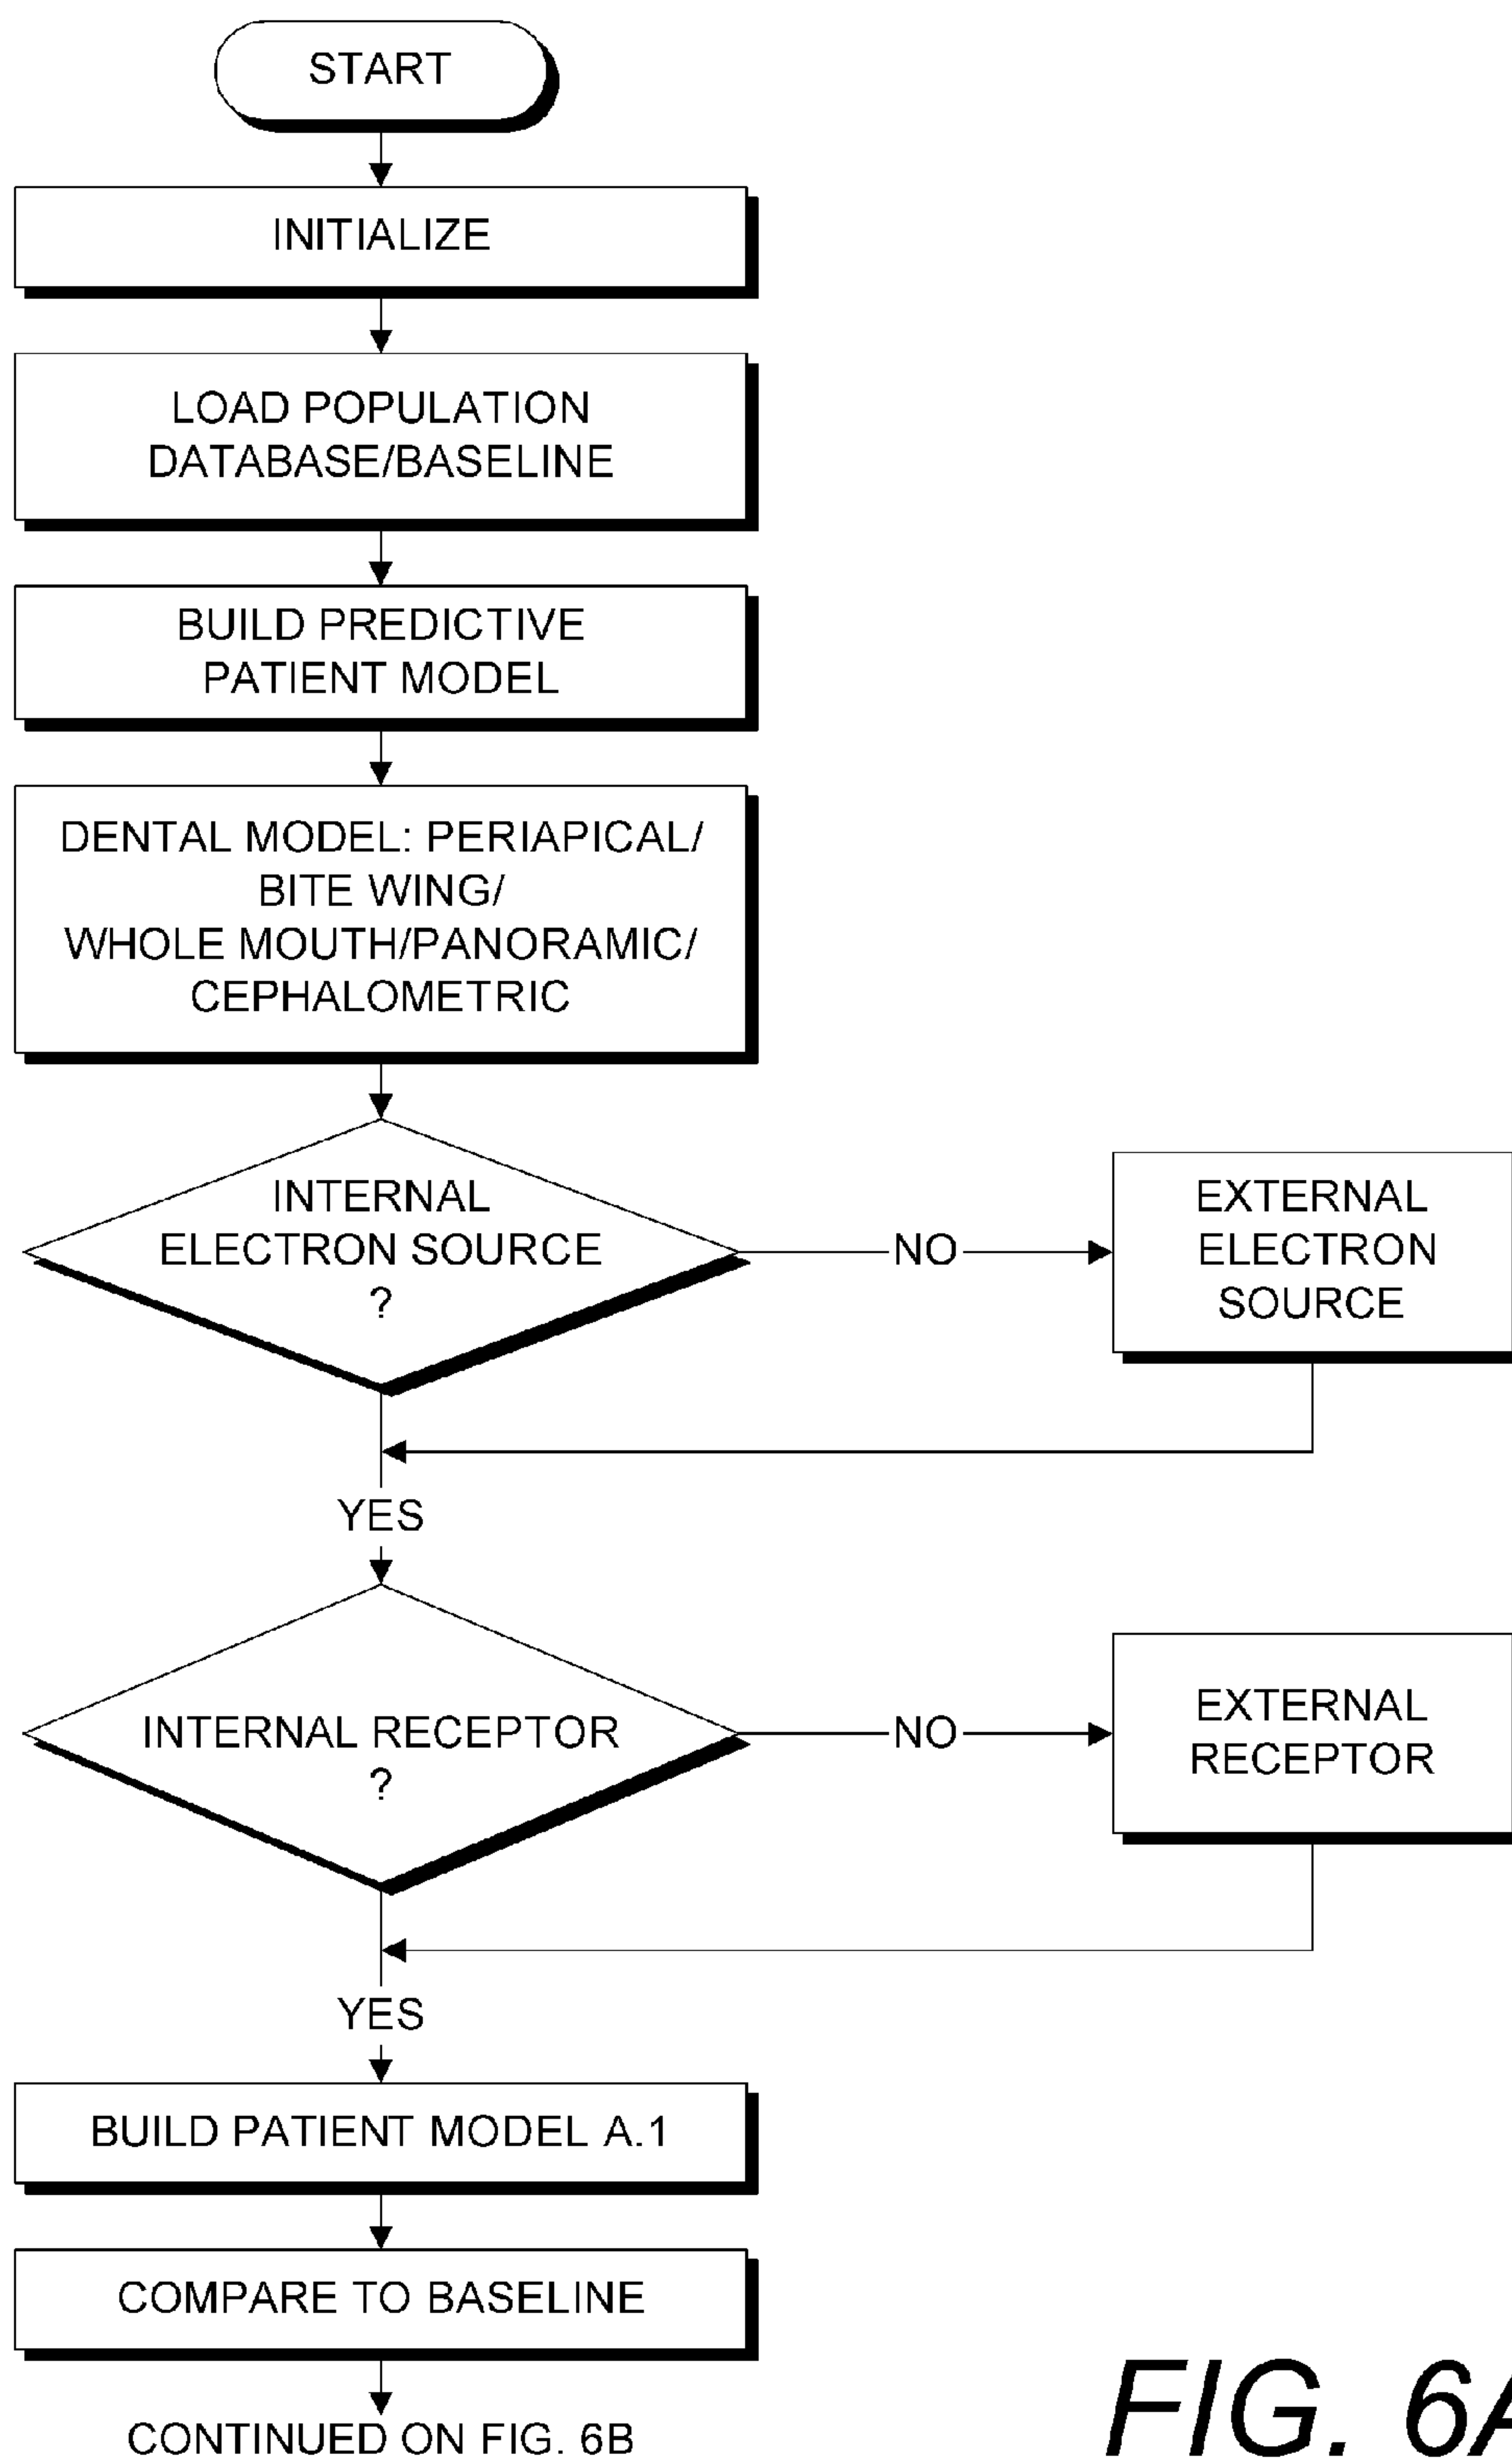 START
INITIALIZE
LOAD POPULATION
DATABASE/BASELINE
BUILD PREDICTIVE
PATIENT MODEL
DENTAL MODEL: PERIAPICAL/
BITE WING/
WHOLE MOUTH/PANORAMIC/
CEPHALOMETRIC
INTERNAL
ELECTRON SOURCE
?
NO
EXTERNAL
ELECTRON
SOURCE
YES
INTERNAL RECEPTOR
?
NO
EXTERNAL
RECEPTOR
YES
BUILD PATIENT MODEL A.1
COMPARE TO BASELINE
CONTINUED ON FIG. 6B
FIG. 6A